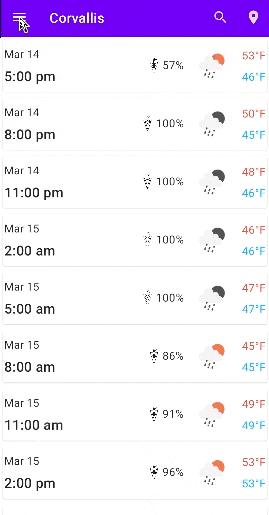 Corvallis
Mar 14
5:00 pm
57%
53°F
46°F
Mar 14
8:00 pm
100%
50°F
45°F
Mar 14
11:00 pm
100%
48°F
46°F
Mar 15
2:00 am
100%
46°F
46°F
Mar 15
5:00 am
100%
47°F
47°F
Mar 15
8:00 am
86%
45°F
45°F
Mar 15
11:00 am
91%
49°F
49°F
Mar 15
2:00 pm
96%
53°F
53°F